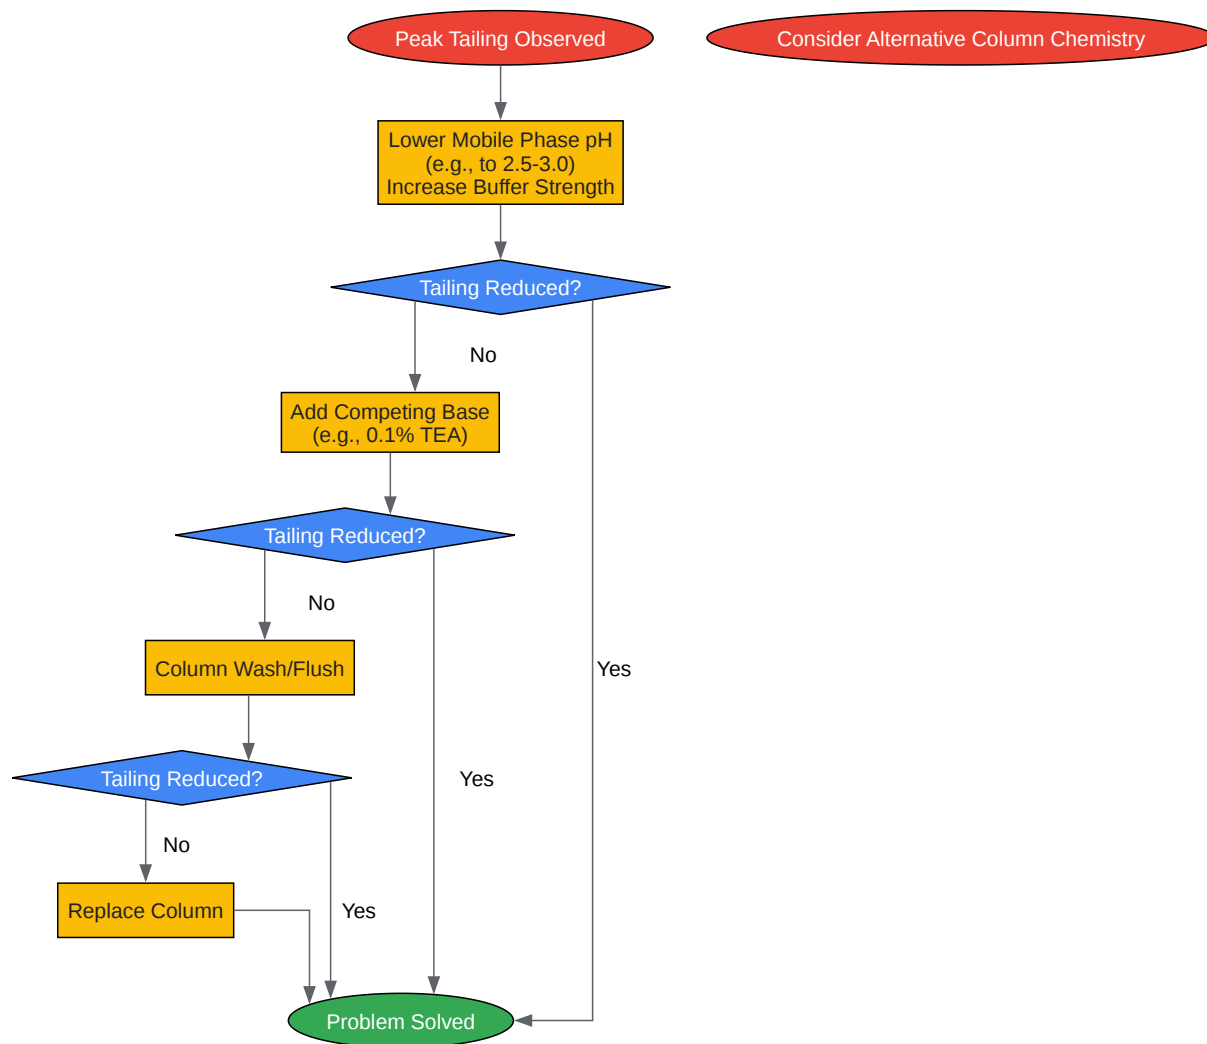 Peak Tailing Observed
Consider Alternative Column Chemistry
Lower Mobile Phase pH
(e.g., to 2.5-3.0)
Increase Buffer Strength
Tailing Reduced?
No
Add Competing Base
(e.g., 0.1% TEA)
Tailing Reduced?
No
Column Wash/Flush
Yes
Tailing Reduced?
Yes
No
Replace Column
Yes
Problem Solved